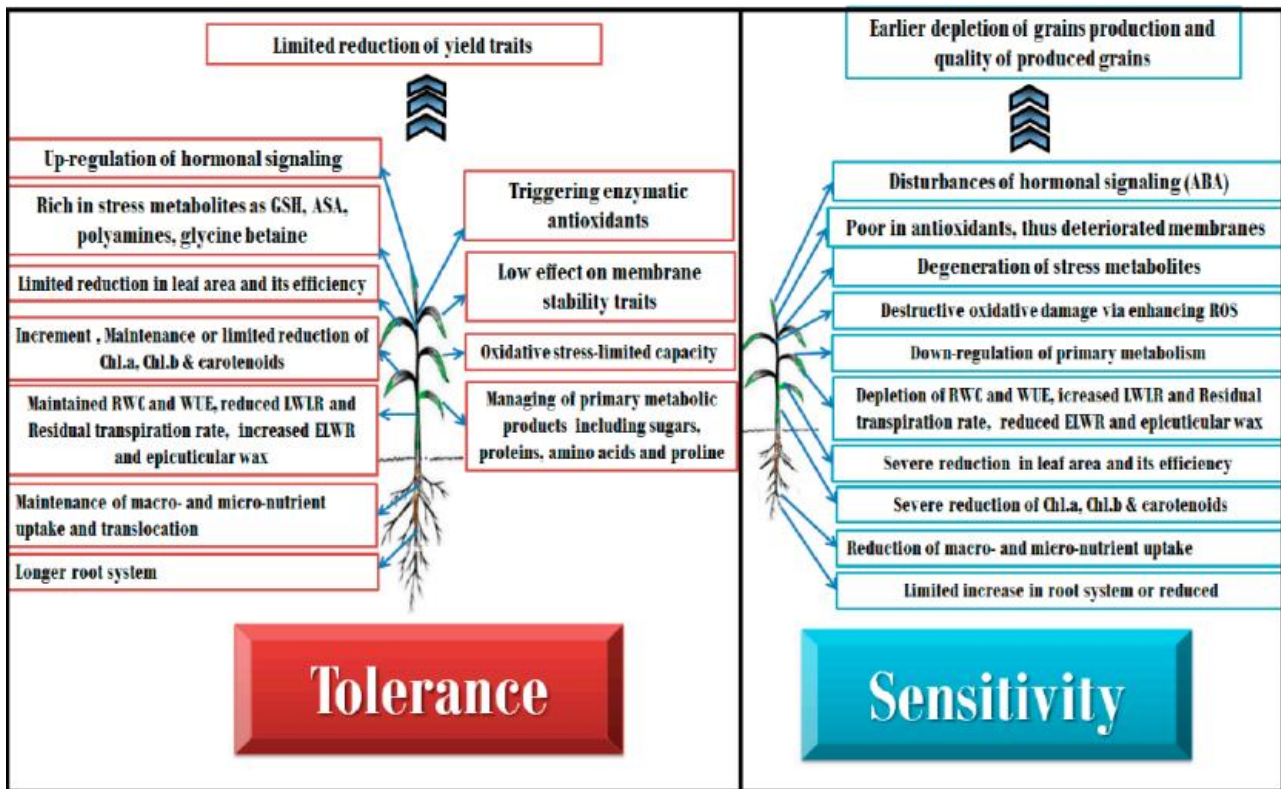 Limited reduction of yield traits
Up-regulation of hormonal signaling
Rich in stress metabolites as GSH, ASA,
polyamines, glycine betaine
Limited reduction in leaf area and its efficiency
Increment , Maintenance or limited reduction of
Chl.a, Chl.b & carotenoids
Maintained RWC and WUE, reduced LWLR and
Residual transpiration rate, increased ELWR
and epicuticular wax
Maintenance of macro- and micro-nutrient
uptake and translocation
Longer root system
Triggering enzymatic
antioxidants
Low effect on membrane
stability traits
Oxidative stress-limited capacity
Managing of primary metabolic
products including sugars,
proteins, amino acids and proline
Tolerance
Earlier depletion of grains production and
quality of produced grains
Disturbances of hormonal signaling (ABA)
Poor in antioxidants, thus deteriorated membranes
Degeneration of stress metabolites
Destructive oxidative damage via enhancing ROS
Down-regulation of primary metabolism
Depletion of RWC and WUE, icreased LWLR and Residual
transpiration rate, reduced ELWR and epicuticular wax
Severe reduction in leaf area and its efficiency
Severe reduction of Chl.a, Chl.b & carotenoids
Reduction of macro- and micro-nutrient uptake
Limited increase in root system or reduced
Sensitivity